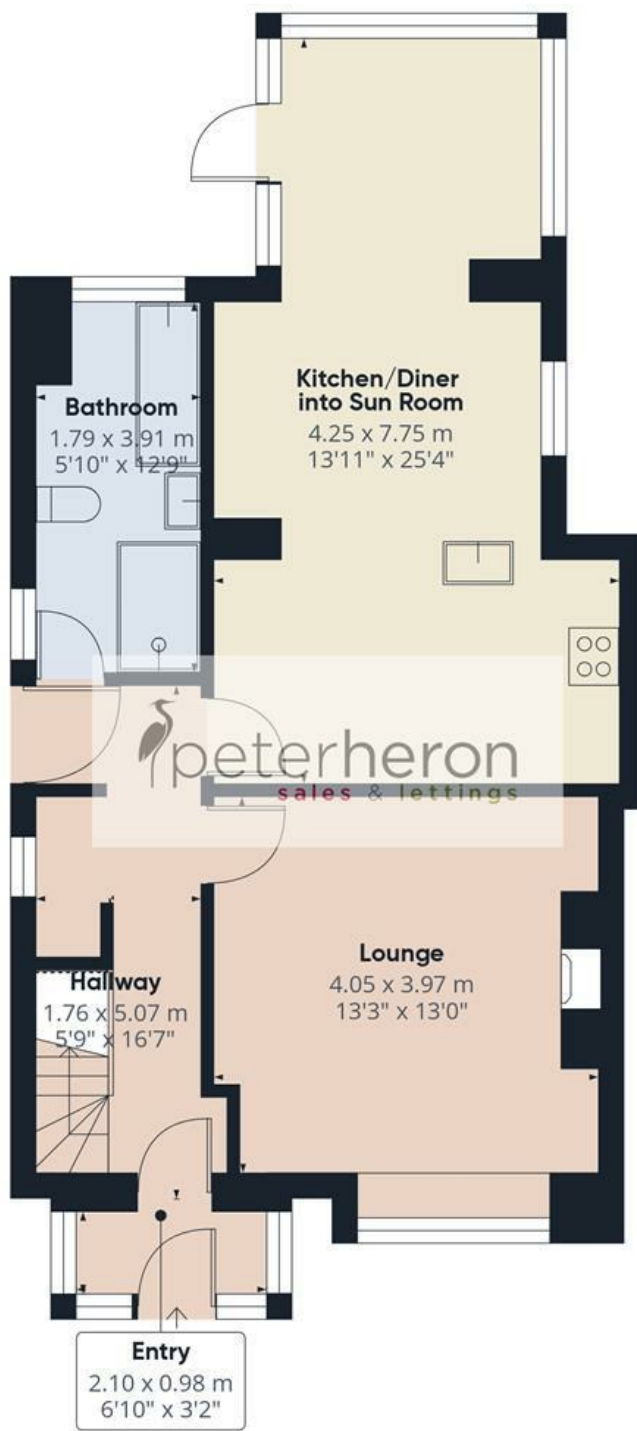 Kitchen/Diner
into Sun Room
4.25 x 7.75 m
13'11" x 25'4"
Bathroom
1.79 x 3.91 m
5'10" x 12'9"
peterheron
sales & lettings
Lounge
4.05 x 3.97 m
13'3" x 13'0"
Hallway
1.76 x 5.07 m
5'9" x 16'7"
Entry
2.10 x 0.98 m
6'10" x 3'2"